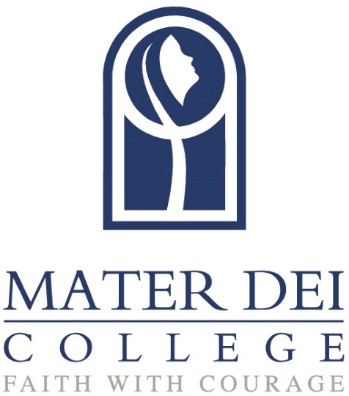 MATER DEI
COLLEGE
FAITH WITH COURAGE